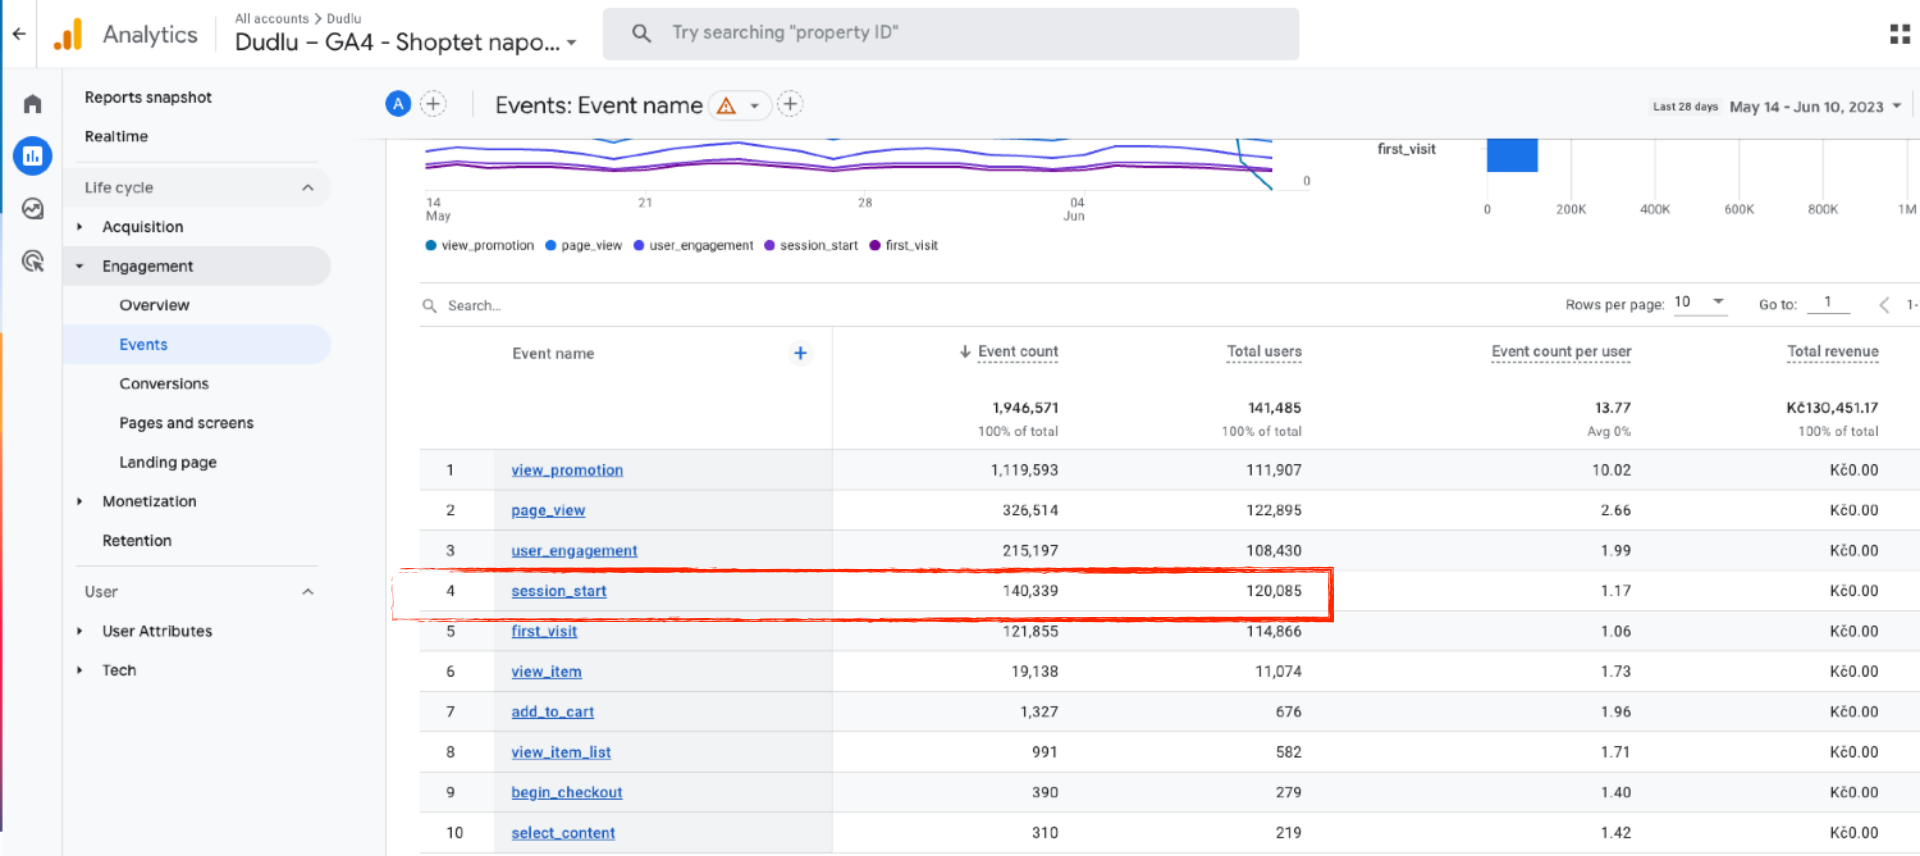 All accounts > Dudlu
Analytics
Dudlu – GA4 - Shoptet napo...
Try searching "property ID"
Reports snapshot
Realtime
Life cycle
Acquisition
Engagement
Overview
Events
Conversions
Pages and screens
Landing page
Monetization
Retention
User
User Attributes
Tech
A
Events: Event name
Last 28 days May 14 - Jun 10, 2023
0
14 May
21
28
04 Jun
view_promotion page_view user_engagement session_start first_visit
first_visit
0 200K 400K 600K 800K 1M
Search...
Rows per page: 10 Go to: 1 1-
Event name Event count Total users Event count per user Total revenue
1,946,571 141,485 13.77 Kč130,451.17
100% of total 100% of total Avg 0% 100% of total
1 view_promotion 1,119,593 111,907 10.02 Kč0.00
2 page_view 326,514 122,895 2.66 Kč0.00
3 user_engagement 215,197 108,430 1.99 Kč0.00
4 session_start 140,339 120,085 1.17 Kč0.00
5 first_visit 121,855 114,866 1.06 Kč0.00
6 view_item 19,138 11,074 1.73 Kč0.00
7 add_to_cart 1,327 676 1.96 Kč0.00
8 view_item_list 991 582 1.71 Kč0.00
9 begin_checkout 390 279 1.40 Kč0.00
10 select_content 310 219 1.42 Kč0.00